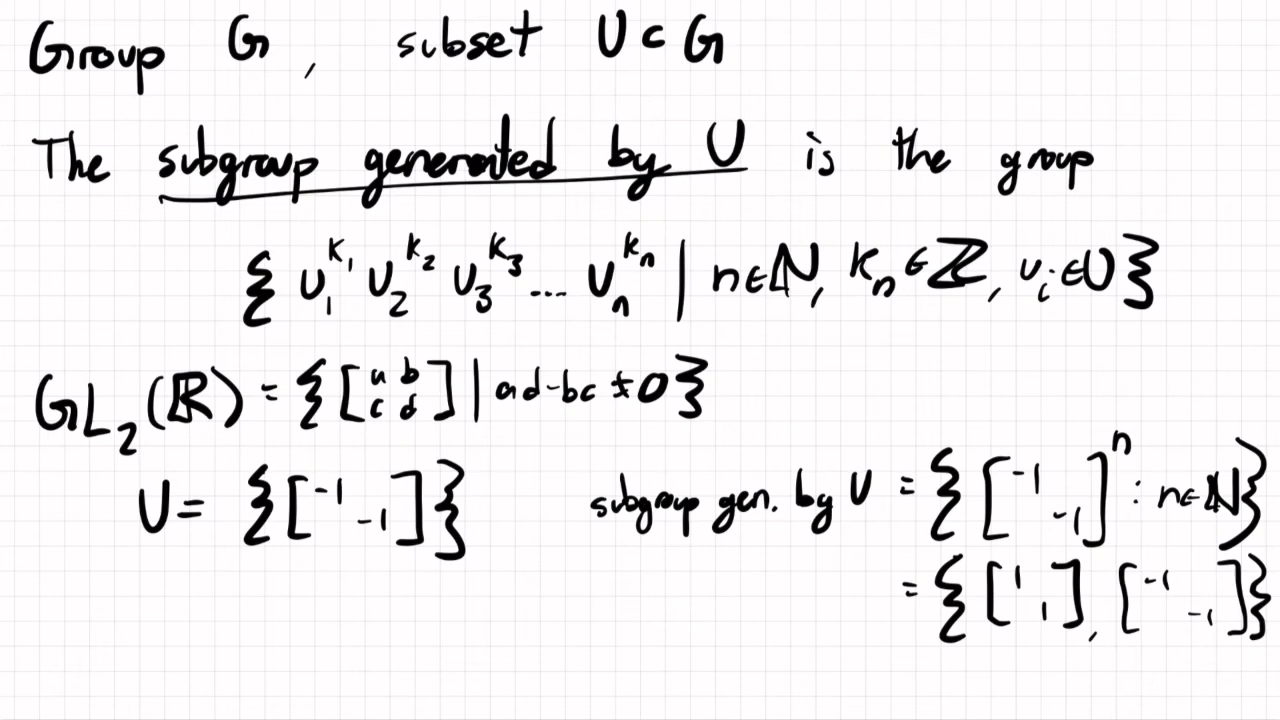 Group G, subset U ⊂ G
The subgroup generated by U is the group
{ U₁^k₁ U₂^k₂ U₃^k₃ ... Uₙ^kₙ | n∈ℕ, kₙ∈ℤ, uᵢ∈U }
GL₂(ℝ) = { [a b; c d] | ad-bc ≠ 0 }
U = { [-1 ; -1] } subgroup gen. by U = { [-1 ; -1]ⁿ : n∈ℕ }
= { [1 ; 1], [-1 ; -1] }